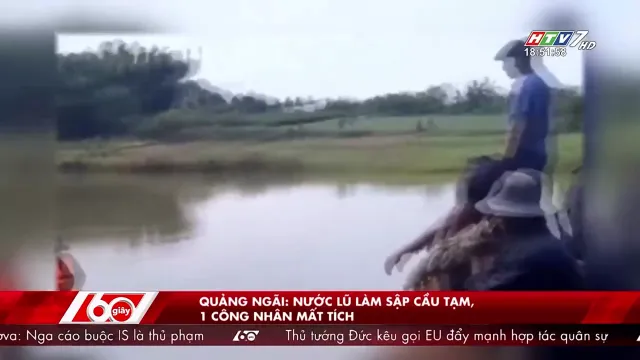 HTV7 HD
18:51:58
QUẢNG NGÃI: NƯỚC LŨ LÀM SẬP CẦU TẠM,
1 CÔNG NHÂN MẤT TÍCH
60 giây
ova: Nga cáo buộc IS là thủ phạm 60 Thủ tướng Đức kêu gọi EU đẩy mạnh hợp tác quân sự